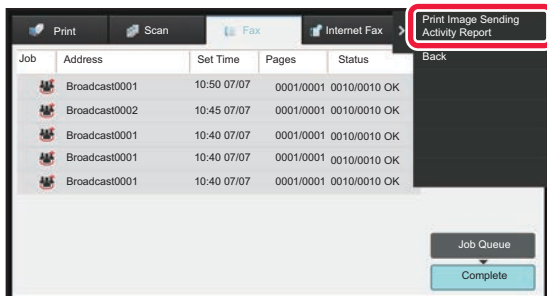 Print Scan Fax Internet Fax
Print Image Sending
Activity Report
Job Address Set Time Pages Status
Back
Broadcast0001 10:50 07/07 0001/0001 0010/0010 OK
Broadcast0002 10:45 07/07 0001/0001 0010/0010 OK
Broadcast0001 10:40 07/07 0001/0001 0010/0010 OK
Broadcast0001 10:40 07/07 0001/0001 0010/0010 OK
Broadcast0001 10:40 07/07 0001/0001 0010/0010 OK
Job Queue
Complete